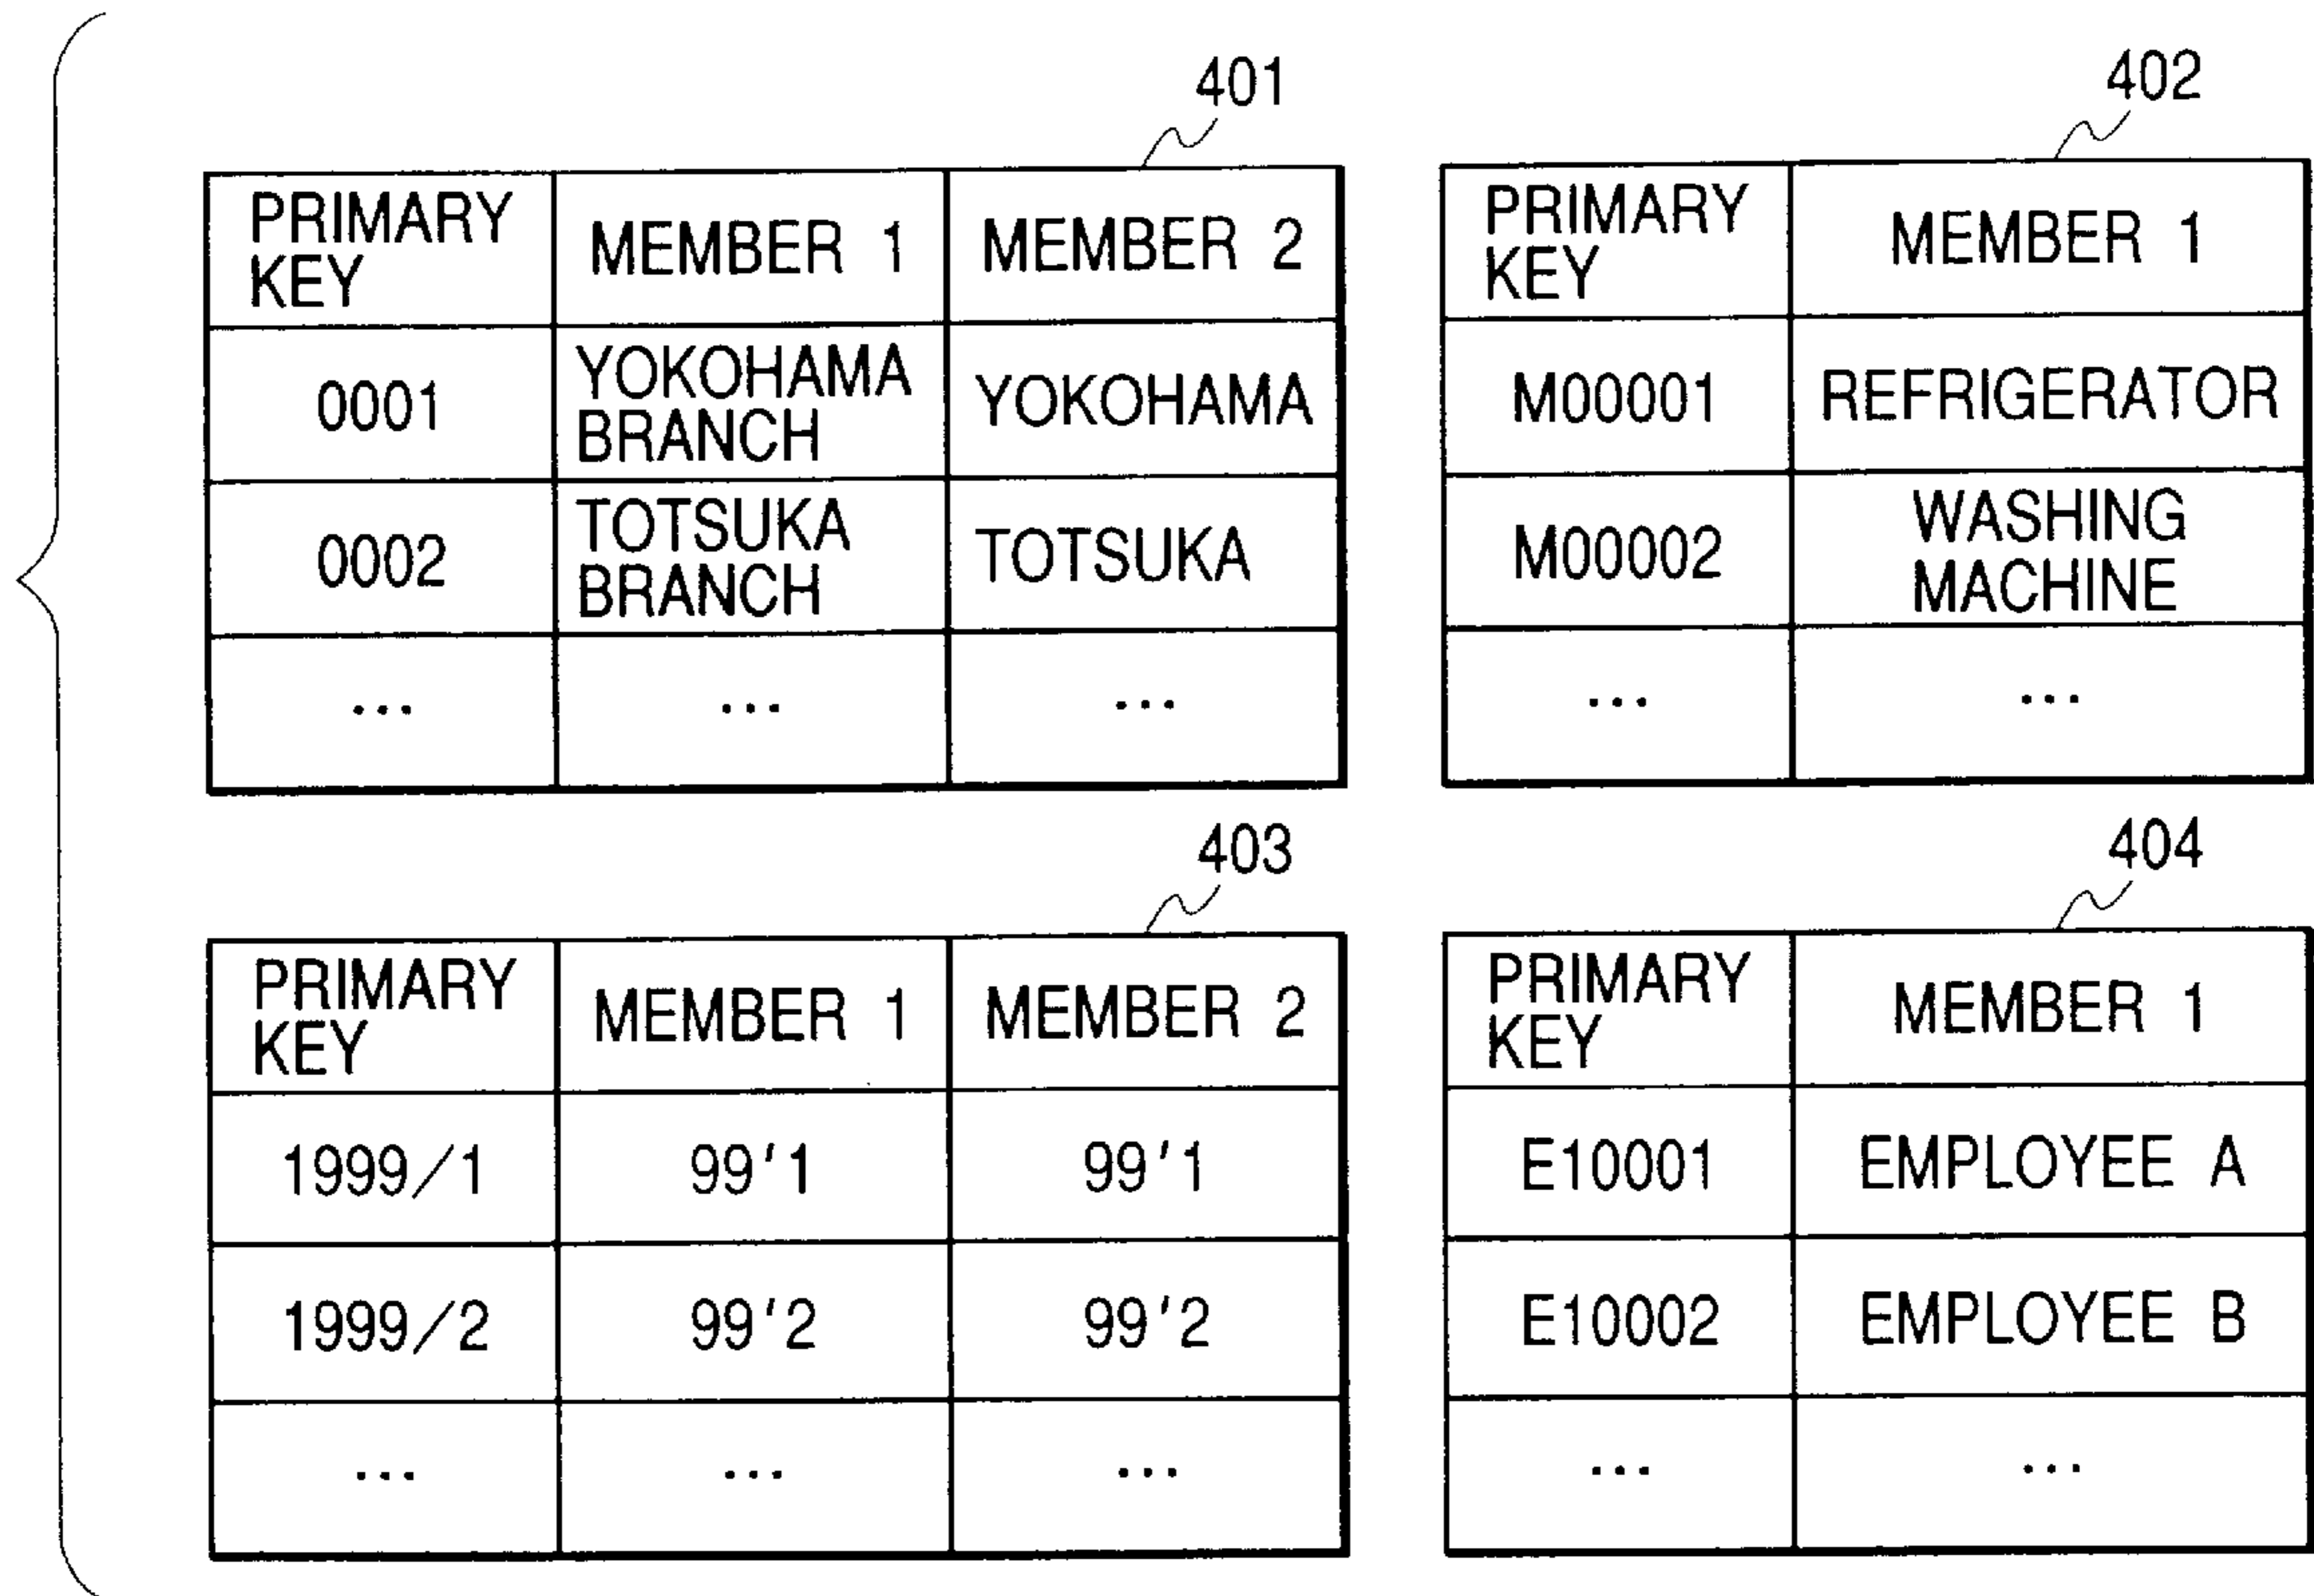 401
PRIMARY
KEY
MEMBER 1
MEMBER 2
0001
YOKOHAMA
BRANCH
YOKOHAMA
0002
TOTSUKA
BRANCH
TOTSUKA
...
...
...
402
PRIMARY
KEY
MEMBER 1
M00001
REFRIGERATOR
M00002
WASHING
MACHINE
...
...
403
PRIMARY
KEY
MEMBER 1
MEMBER 2
1999/1
99'1
99'1
1999/2
99'2
99'2
...
...
...
404
PRIMARY
KEY
MEMBER 1
E10001
EMPLOYEE A
E10002
EMPLOYEE B
...
...